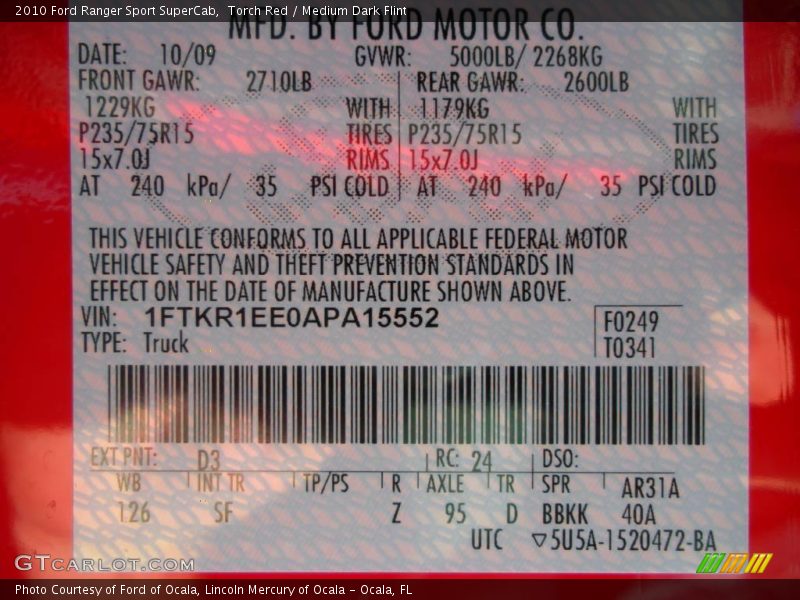 2010 Ford Ranger Sport SuperCab, Torch Red / Medium Dark Flint
MFD. BY FORD MOTOR CO.
DATE: 10/09 GVWR: 5000LB/ 2268KG
FRONT GAWR: 2710LB REAR GAWR: 2600LB
1229KG WITH 1179KG WITH
P235/75R15 TIRES P235/75R15 TIRES
15x7.0J RIMS 15x7.0J RIMS
AT 240 kPa/ 35 PSI COLD AT 240 kPa/ 35 PSI COLD
THIS VEHICLE CONFORMS TO ALL APPLICABLE FEDERAL MOTOR
VEHICLE SAFETY AND THEFT PREVENTION STANDARDS IN
EFFECT ON THE DATE OF MANUFACTURE SHOWN ABOVE.
VIN: 1FTKR1EE0APA15552 F0249
TYPE: Truck T0341
EXT PNT: D3 RC: 24 DSO:
WB INT TR TP/PS R AXLE TR SPR AR31A
126 SF Z 95 D BBKK 40A
UTC ▽5U5A-1520472-BA
GTCARLOT.COM
Photo Courtesy of Ford of Ocala, Lincoln Mercury of Ocala - Ocala, FL